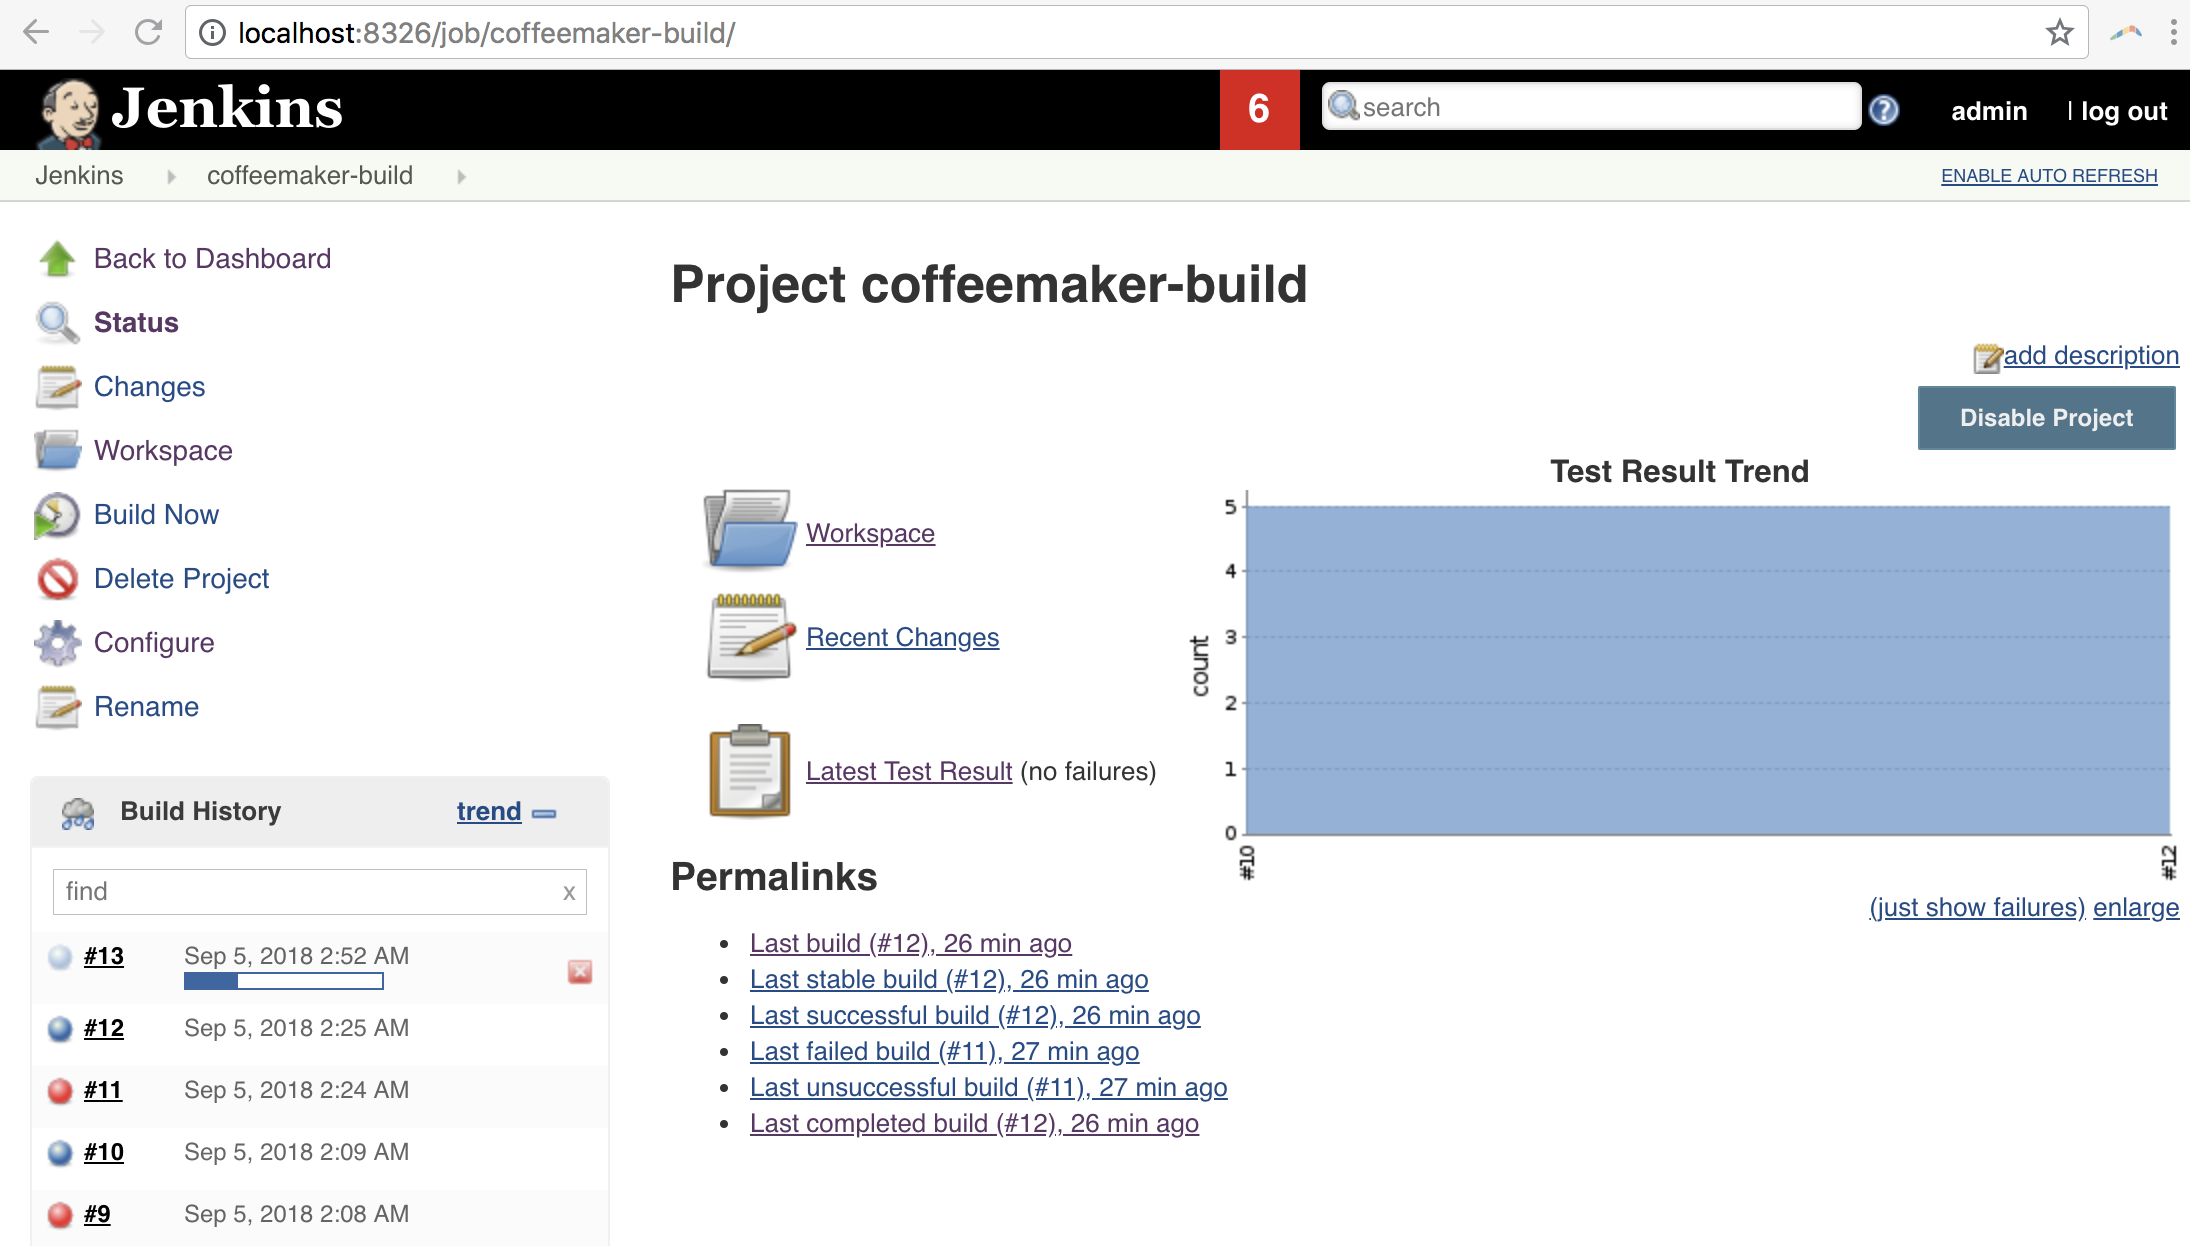 localhost:8326/job/coffeemaker-build/
Jenkins
6
search
admin
| log out
Jenkins
coffeemaker-build
ENABLE AUTO REFRESH
Back to Dashboard
Status
Changes
Workspace
Build Now
Delete Project
Configure
Rename
Build History
trend
find
x
#13 Sep 5, 2018 2:52 AM
#12 Sep 5, 2018 2:25 AM
#11 Sep 5, 2018 2:24 AM
#10 Sep 5, 2018 2:09 AM
#9 Sep 5, 2018 2:08 AM
Project coffeemaker-build
add description
Disable Project
Workspace
Recent Changes
Latest Test Result (no failures)
Test Result Trend
5
4
3
2
1
0
count
#10
#12
(just show failures) enlarge
Permalinks
Last build (#12), 26 min ago
Last stable build (#12), 26 min ago
Last successful build (#12), 26 min ago
Last failed build (#11), 27 min ago
Last unsuccessful build (#11), 27 min ago
Last completed build (#12), 26 min ago